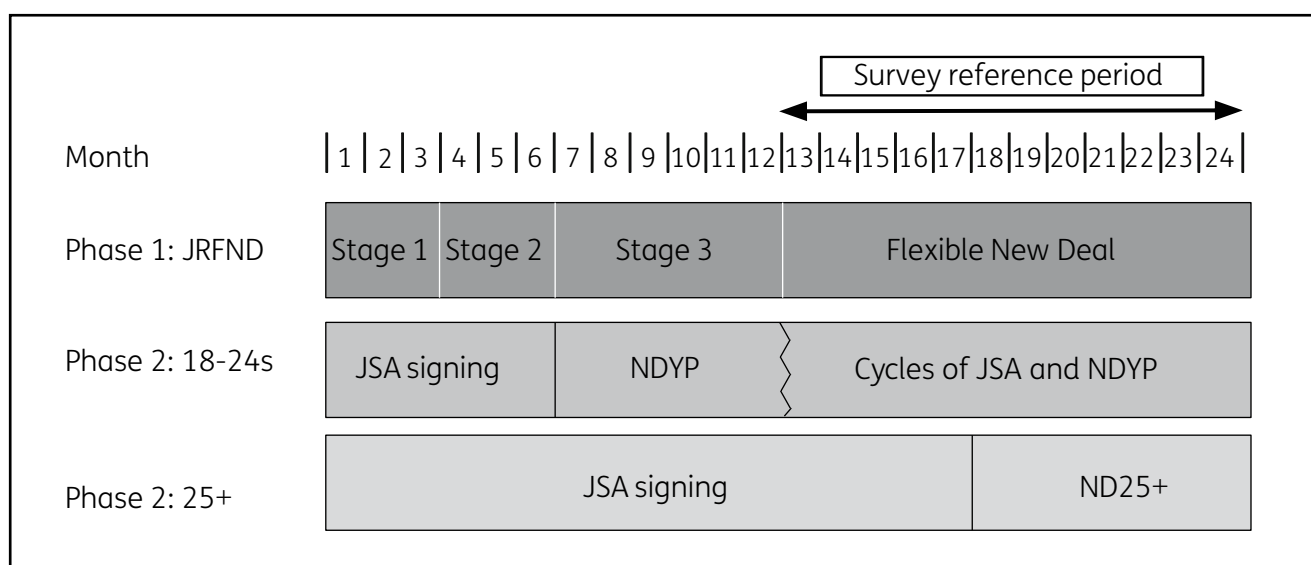 Survey reference period
Month 1 2 3 4 5 6 7 8 9 10 11 12 13 14 15 16 17 18 19 20 21 22 23 24
Phase 1: JRFND Stage 1 Stage 2 Stage 3 Flexible New Deal
Phase 2: 18-24s JSA signing NDYP Cycles of JSA and NDYP
Phase 2: 25+ JSA signing ND25+